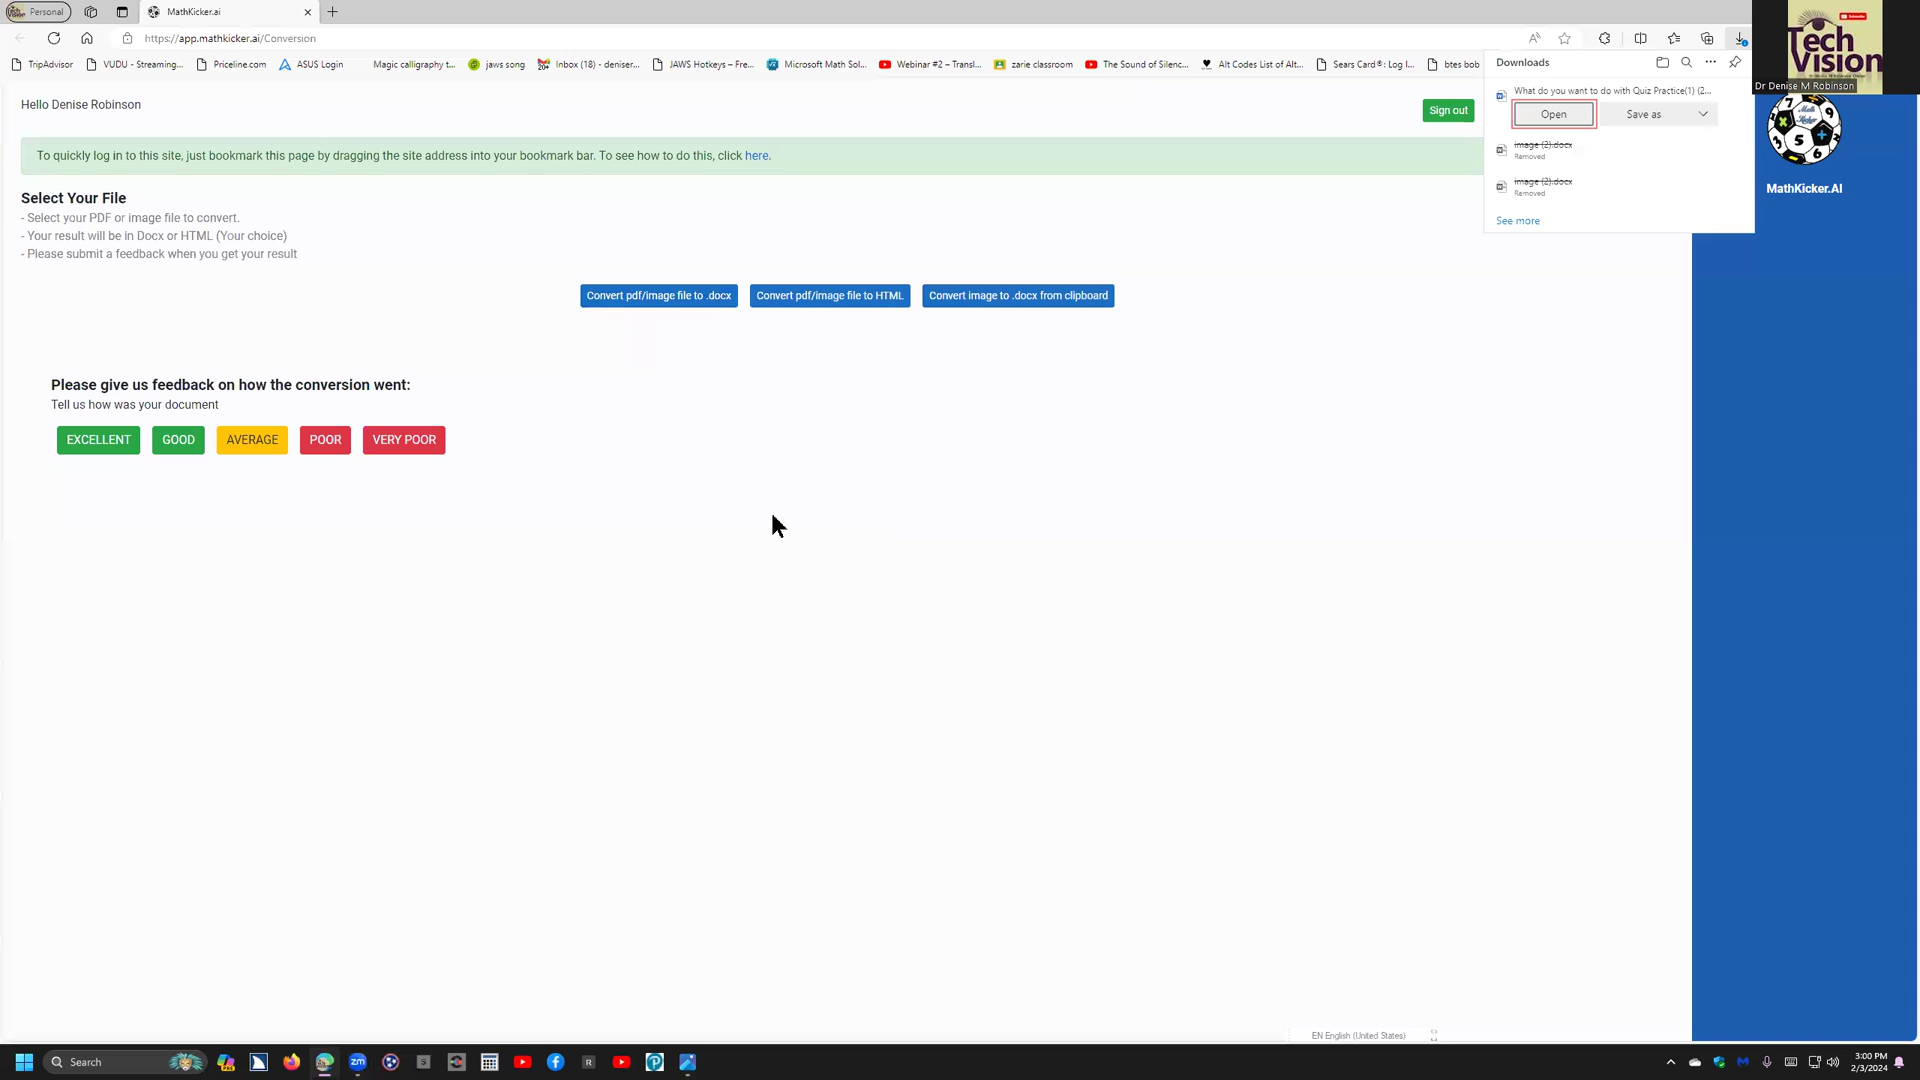 Personal
MathKicker.ai
https://app.mathkicker.ai/Conversion
TripAdvisor
VUDU - Streaming...
Priceline.com
ASUS Login
Magic calligraphy t...
jaws song
Inbox (18) - deniser...
JAWS Hotkeys – Fre...
Microsoft Math Sol...
Webinar #2 – Transl...
zarie classroom
The Sound of Silenc...
Alt Codes List of Alt...
Sears Card®: Log I...
btes bob
Tech
Vision
Dr Denise M Robinson
Downloads
What do you want to do with Quiz Practice(1) (2...
Open
Save as
image (2).docx
Removed
image (2).docx
Removed
See more
MathKicker.AI
Hello Denise Robinson
Sign out
To quickly log in to this site, just bookmark this page by dragging the site address into your bookmark bar. To see how to do this, click here.
Select Your File
- Select your PDF or image file to convert.
- Your result will be in Docx or HTML (Your choice)
- Please submit a feedback when you get your result
Convert pdf/image file to .docx
Convert pdf/image file to HTML
Convert image to .docx from clipboard
Please give us feedback on how the conversion went:
Tell us how was your document
EXCELLENT
GOOD
AVERAGE
POOR
VERY POOR
EN English (United States)
Search
3:00 PM
2/3/2024